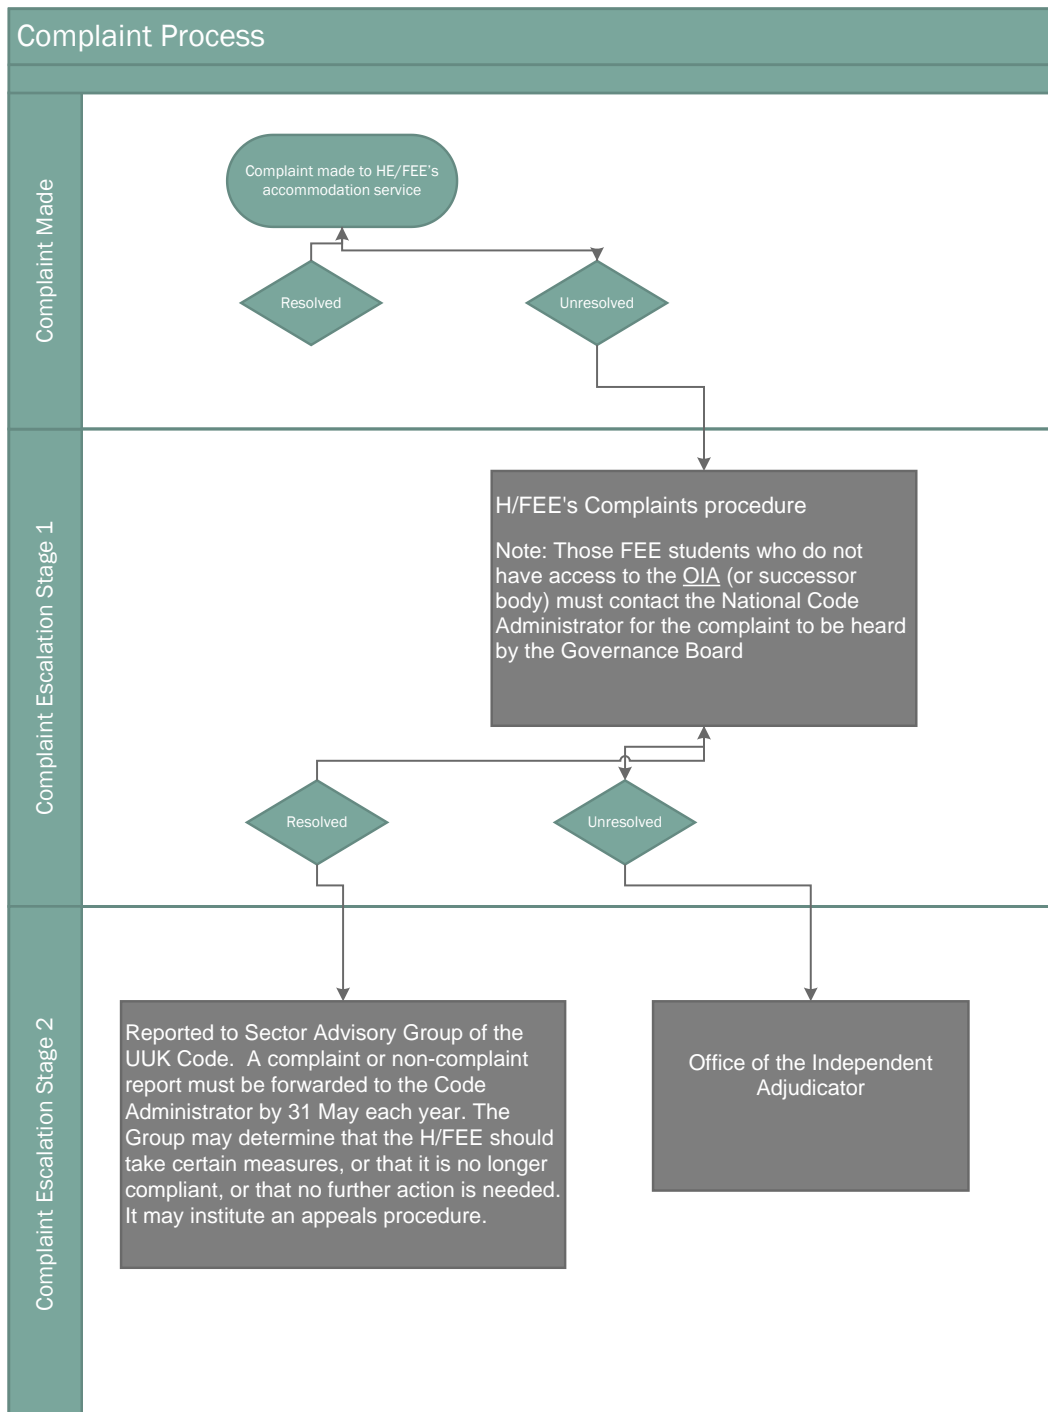 Complaint Process
Complaint Made
Complaint made to HE/FEE's
accommodation service
Resolved
Unresolved
Complaint Escalation Stage 1
H/FEE's Complaints procedure
Note: Those FEE students who do not
have access to the OIA (or successor
body) must contact the National Code
Administrator for the complaint to be heard
by the Governance Board
Resolved
Unresolved
Complaint Escalation Stage 2
Reported to Sector Advisory Group of the
UUK Code.  A complaint or non-complaint
report must be forwarded to the Code
Administrator by 31 May each year. The
Group may determine that the H/FEE should
take certain measures, or that it is no longer
compliant, or that no further action is needed.
It may institute an appeals procedure.
Office of the Independent
Adjudicator